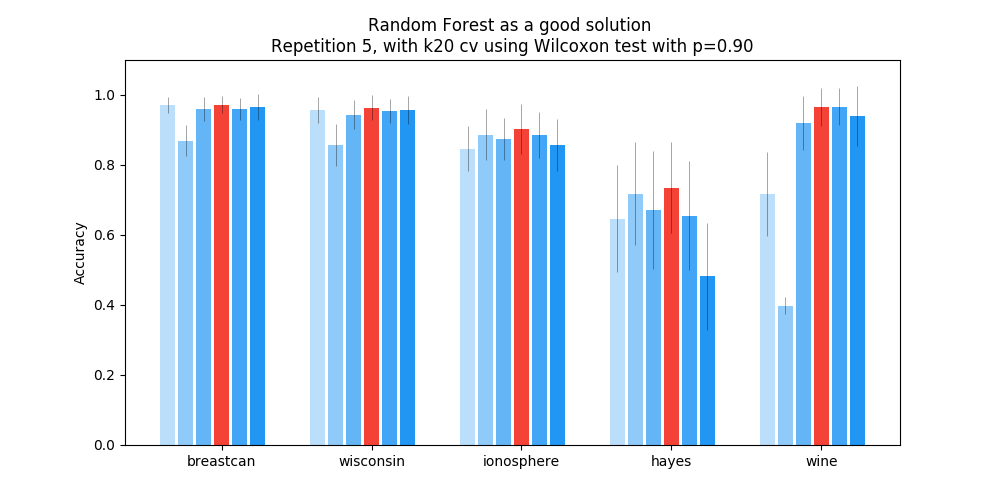 Random Forest as a good solution
Repetition 5, with k20 cv using Wilcoxon test with p=0.90
Accuracy
1.0
0.8
0.6
0.4
0.2
0.0
breastcan
wisconsin
ionosphere
hayes
wine